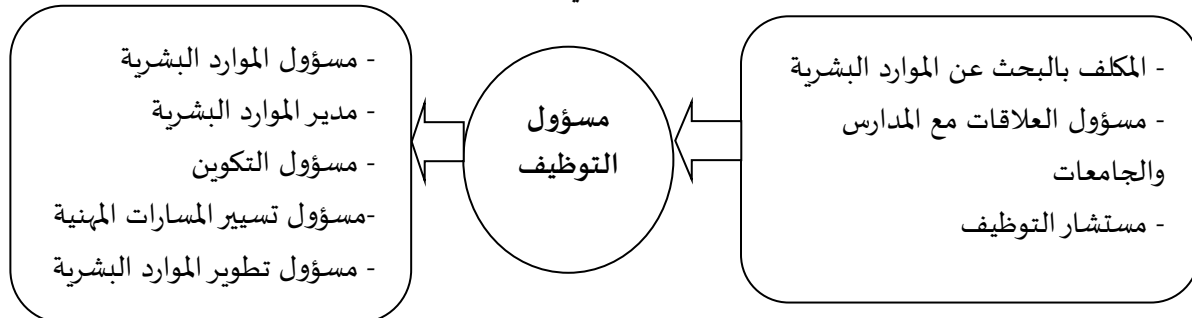 - المكلف بالبحث عن الموارد البشرية
- مسؤول العلاقات مع المدارس
والجامعات
- مستشار التوظيف
مسؤول
التوظيف
- مسؤول الموارد البشرية
- مدير الموارد البشرية
- مسؤول التكوين
-مسؤول تسيير المسارات المهنية
- مسؤول تطوير الموارد البشرية